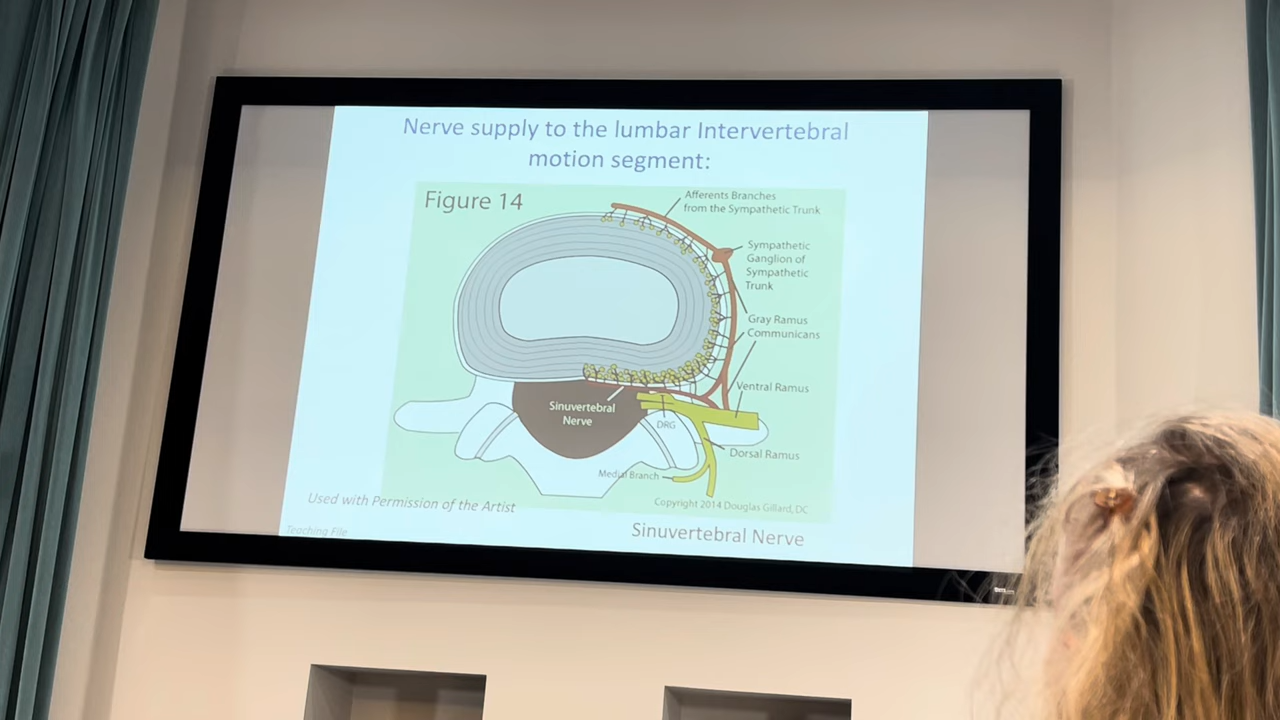 Nerve supply to the lumbar Intervertebral
motion segment:
Figure 14
Afferents Branches
from the Sympathetic Trunk
Sympathetic
Ganglion of
Sympathetic
Trunk
Gray Ramus
Communicans
Ventral Ramus
Sinuvertebral
Nerve
DRG
Dorsal Ramus
Medial Branch
Used with Permission of the Artist
Copyright 2014 Douglas Gillard, DC
Teaching File
Sinuvertebral Nerve